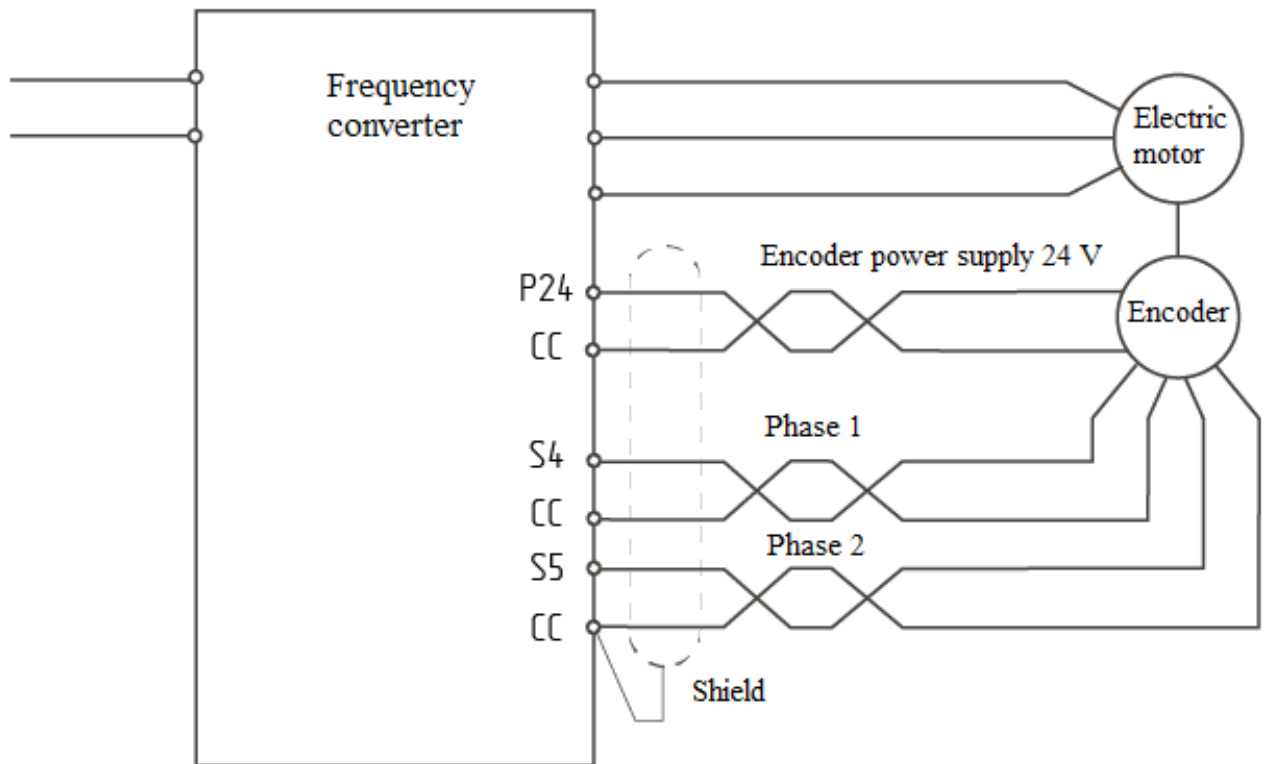 Frequency
converter
Electric
motor
Encoder power supply 24 V
P24
Encoder
CC
Phase 1
S4
CC
Phase 2
S5
CC
Shield